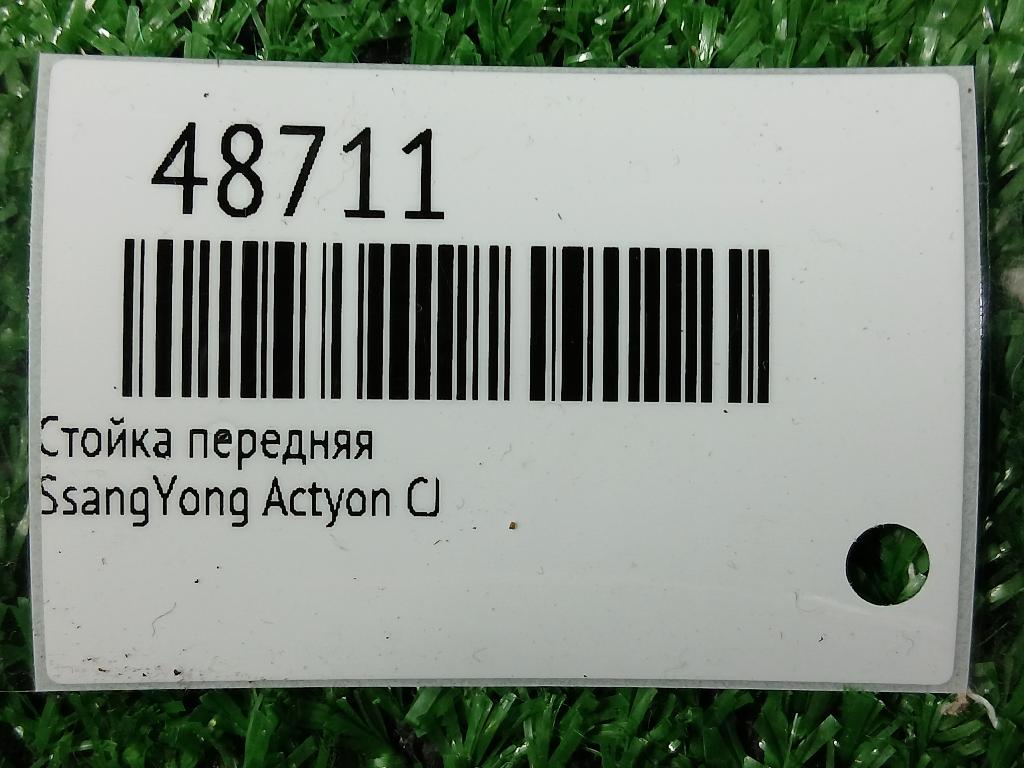 48711
Стойка передняя
SsangYong Actyon CJ